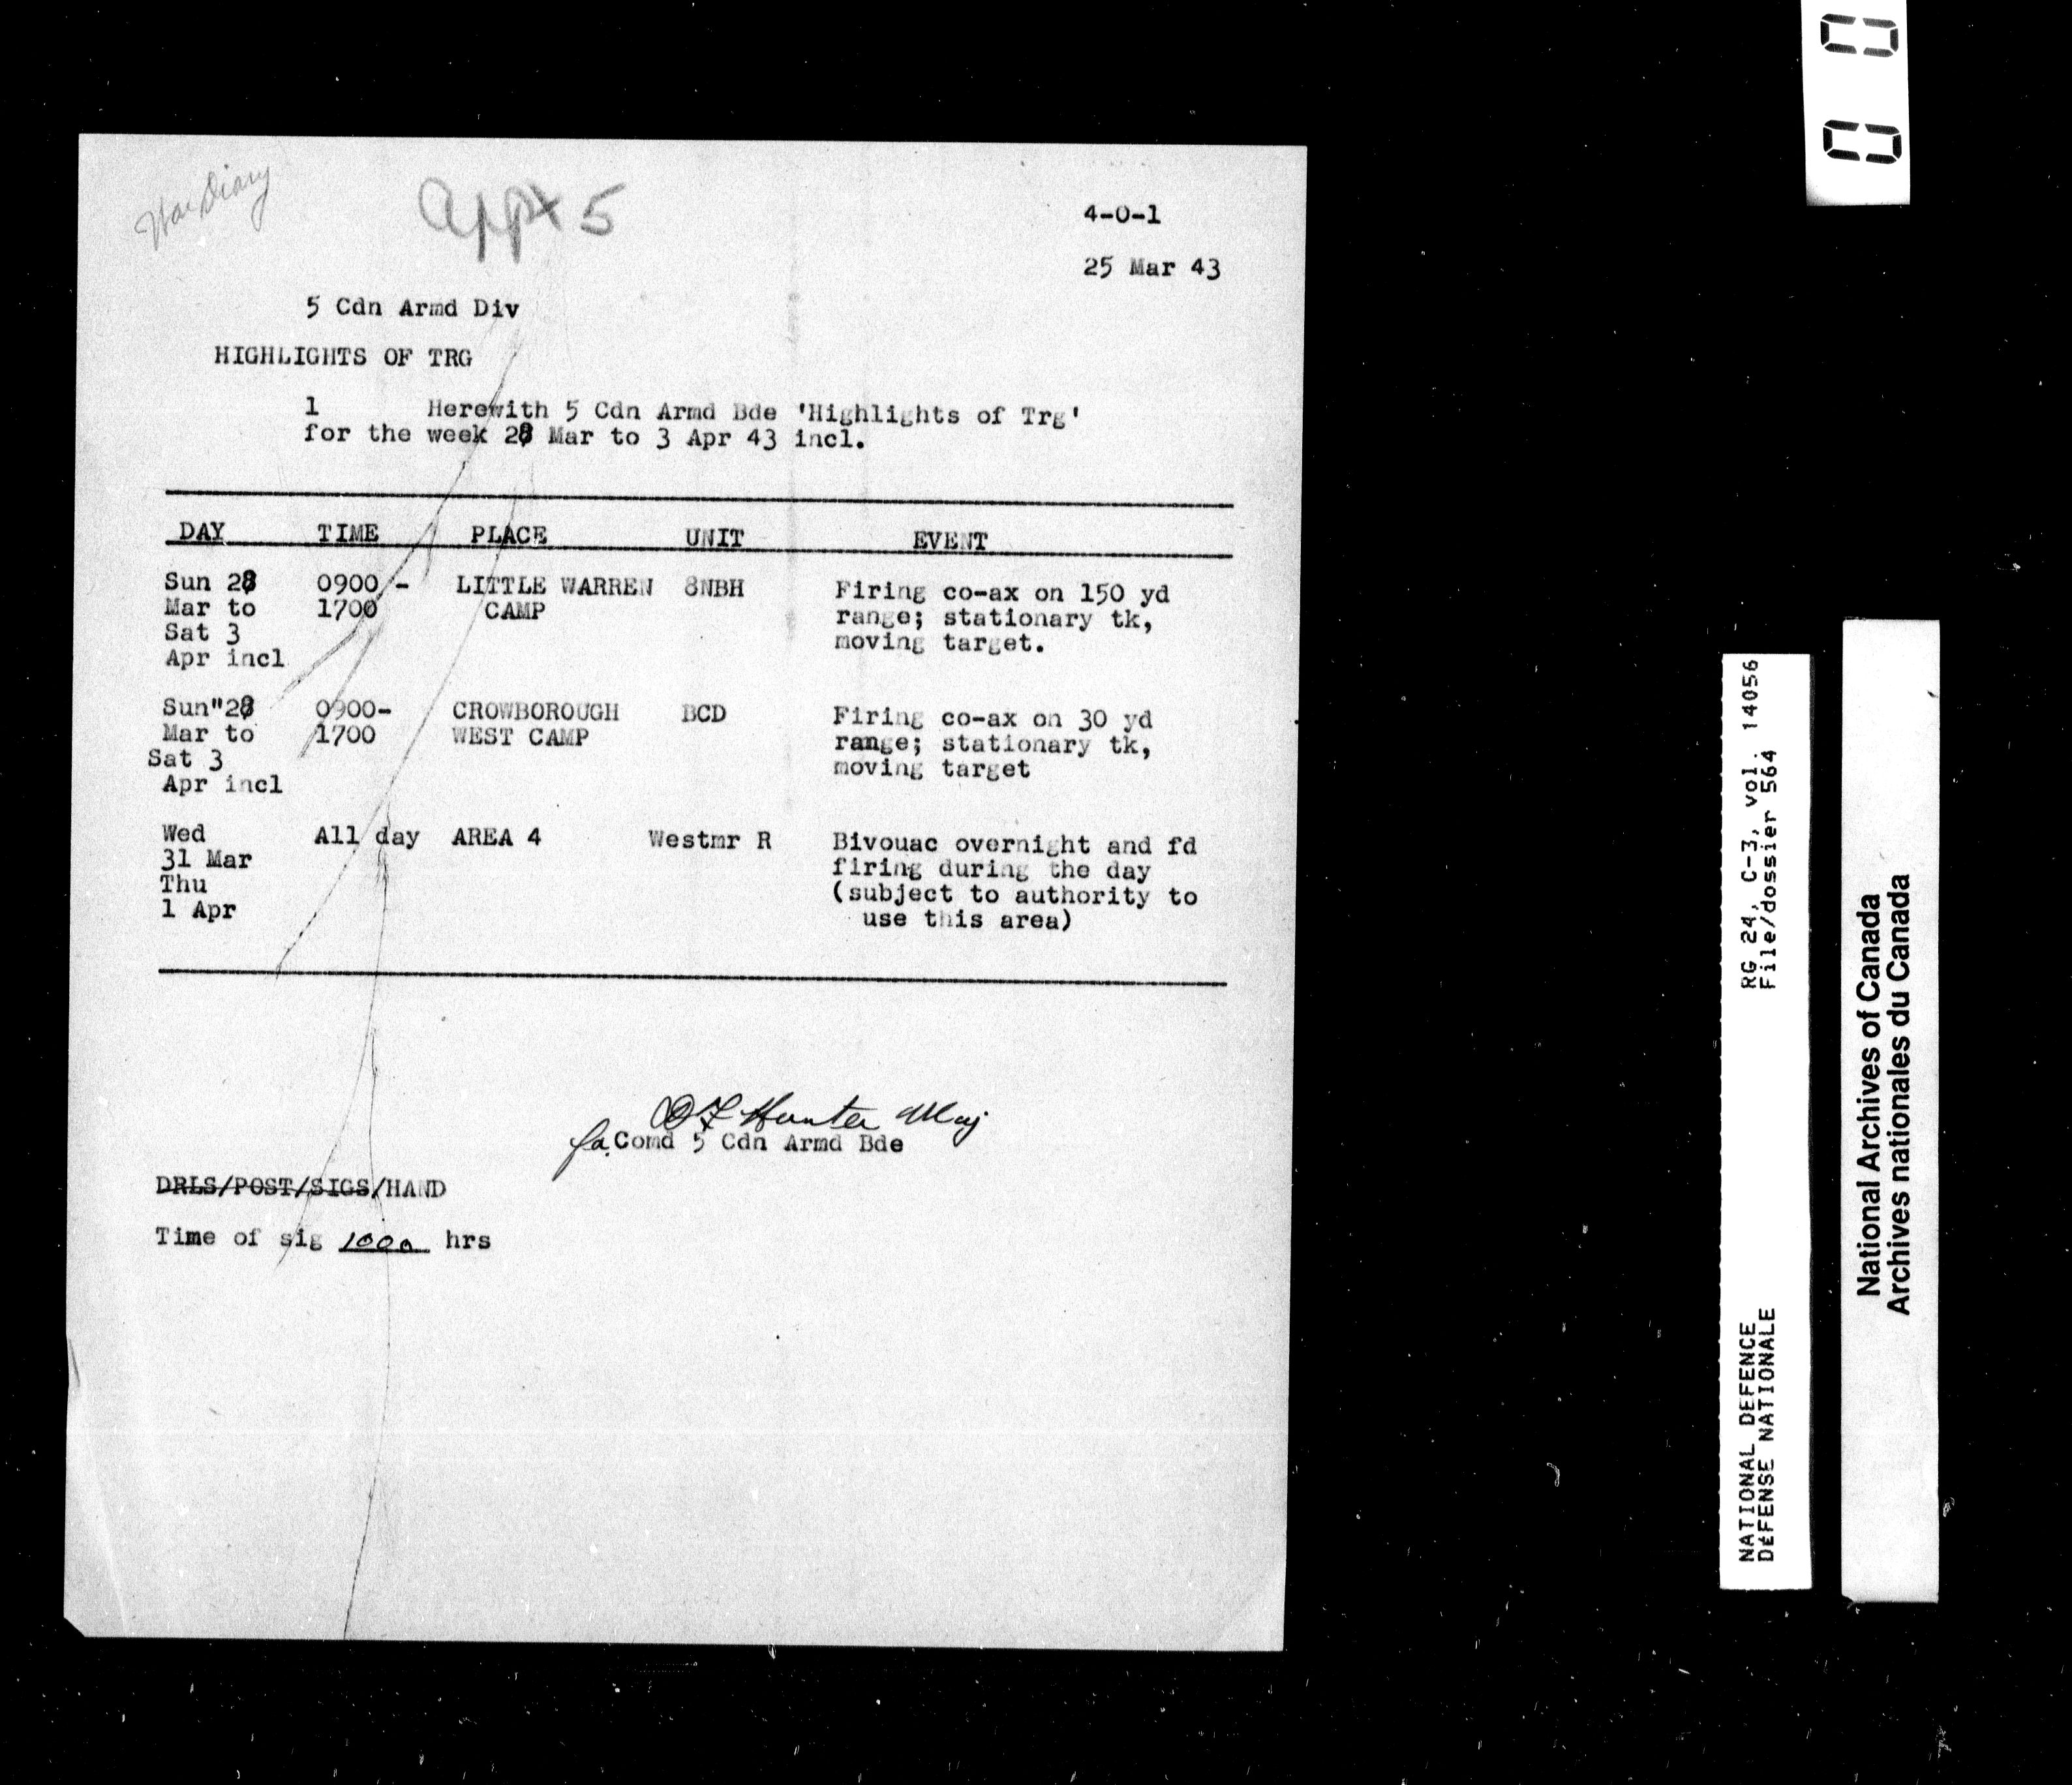 War Diary
Appx 5
4-0-1
25 Mar 43
5 Cdn Armd Div
HIGHLIGHTS OF TRG
1 Herewith 5 Cdn Armd Bde 'Highlights of Trg'
for the week 28 Mar to 3 Apr 43 incl.
DAY TIME PLACE UNIT EVENT
Sun 28 0900 - LITTLE WARREN 8NBH Firing co-ax on 150 yd
Mar to 1700 CAMP range; stationary tk,
Sat 3 moving target.
Apr incl
Sun"28 0900- CROWBOROUGH BCD Firing co-ax on 30 yd
Mar to 1700 WEST CAMP range; stationary tk,
Sat 3 moving target
Apr incl
Wed All day AREA 4 Westmr R Bivouac overnight and fd
31 Mar firing during the day
Thu (subject to authority to
1 Apr use this area)
Hunter Maj
for Comd 5 Cdn Armd Bde
DRLS/POST/SIGS/HAND
Time of sig 1000 hrs
00
RG 24, C-3, vol. 14056
File/dossier 564
NATIONAL DEFENCE
DÉFENSE NATIONALE
National Archives of Canada
Archives nationales du Canada